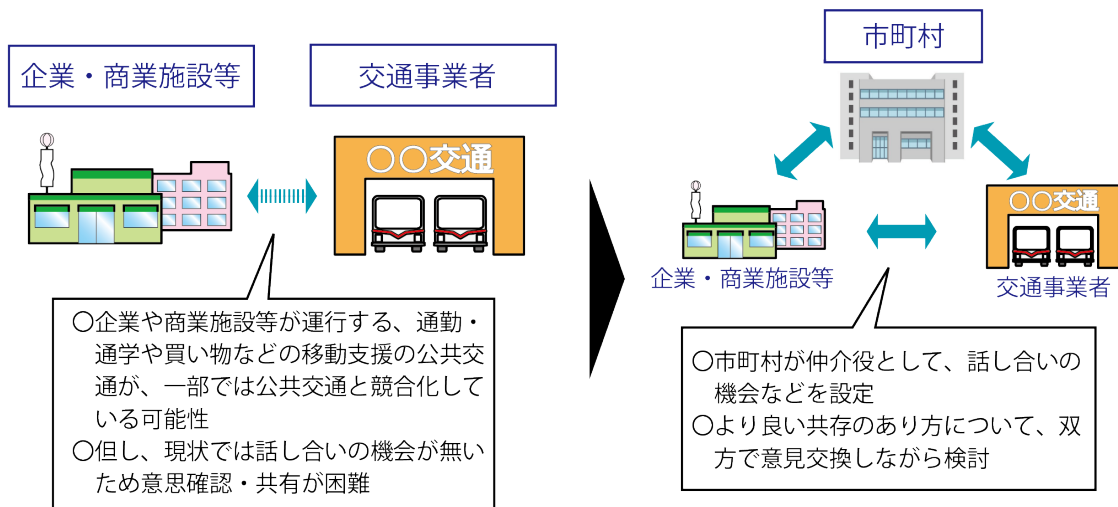 企業・商業施設等
交通事業者
〇〇交通
〇企業や商業施設等が運行する、通勤・
通学や買い物などの移動支援の公共交
通が、一部では公共交通と競合化して
いる可能性
〇但し、現状では話し合いの機会が無い
ため意思確認・共有が困難
市町村
〇〇交通
企業・商業施設等
交通事業者
〇市町村が仲介役として、話し合いの
機会などを設定
〇より良い共存のあり方について、双
方で意見交換しながら検討